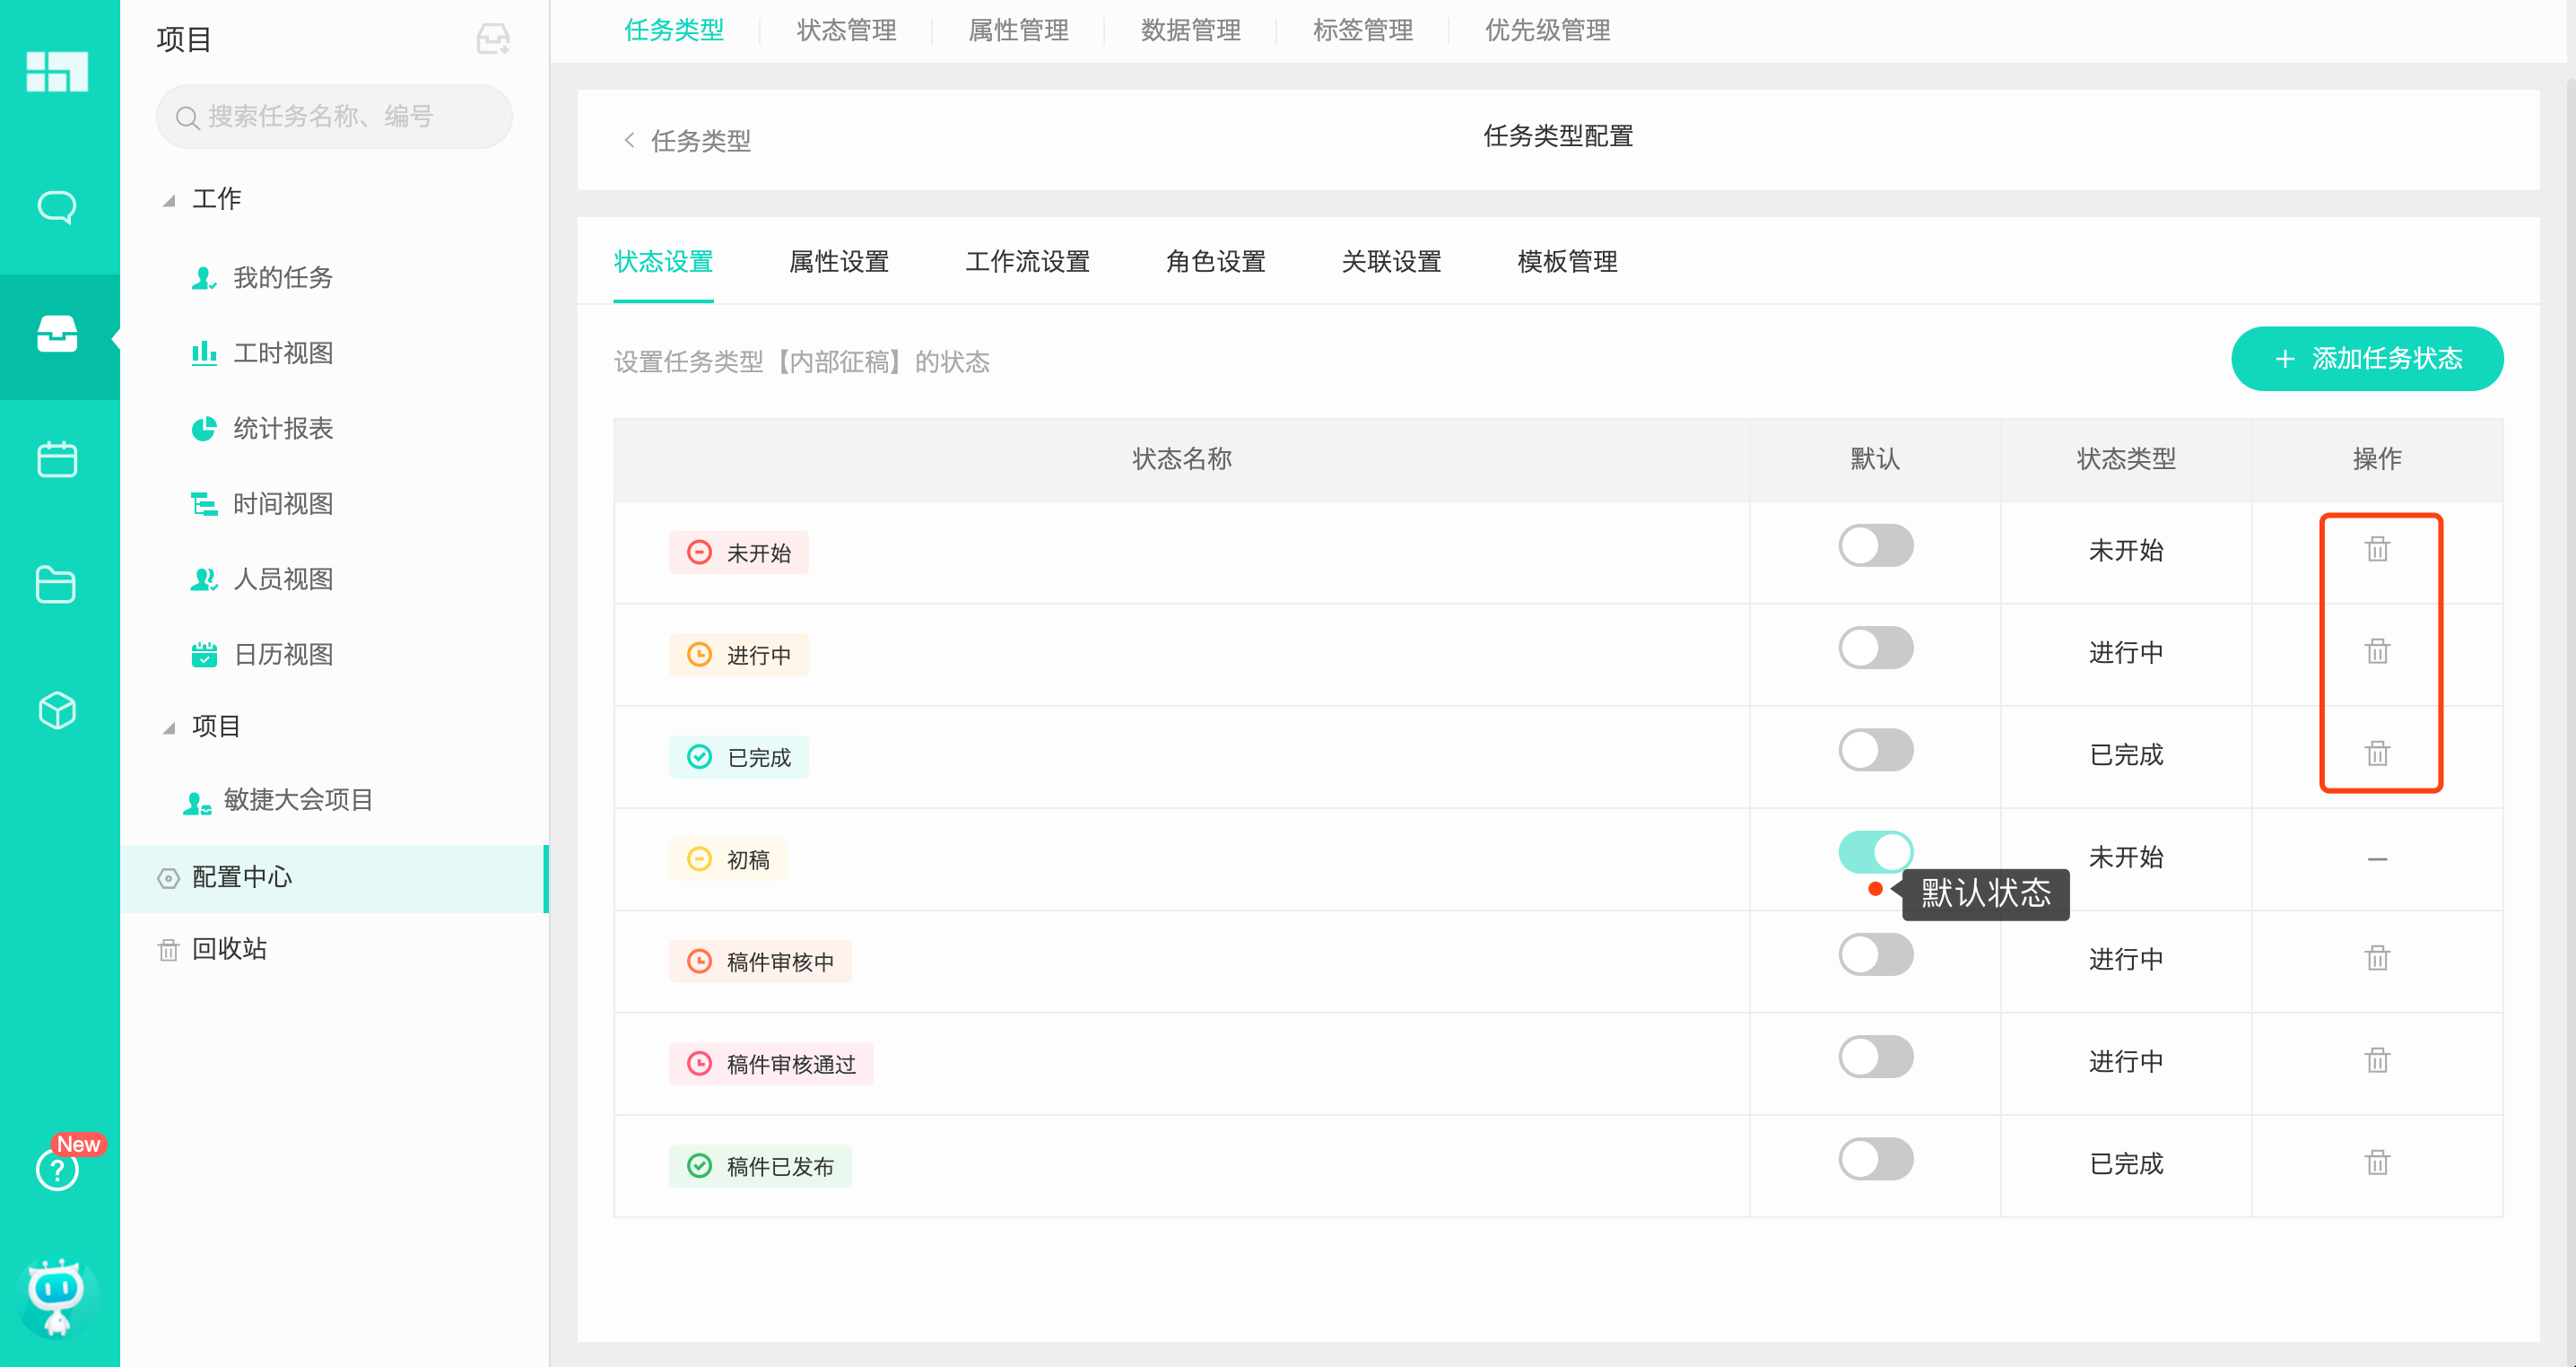 项目
搜索任务名称、编号
工作
我的任务
工时视图
统计报表
时间视图
人员视图
日历视图
项目
敏捷大会项目
配置中心
回收站
New
任务类型 状态管理 属性管理 数据管理 标签管理 优先级管理
任务类型 任务类型配置
状态设置 属性设置 工作流设置 角色设置 关联设置 模板管理
设置任务类型【内部征稿】的状态 + 添加任务状态
状态名称 默认 状态类型 操作
未开始 未开始
进行中 进行中
已完成 已完成
初稿 未开始 –
默认状态
稿件审核中 进行中
稿件审核通过 进行中
稿件已发布 已完成